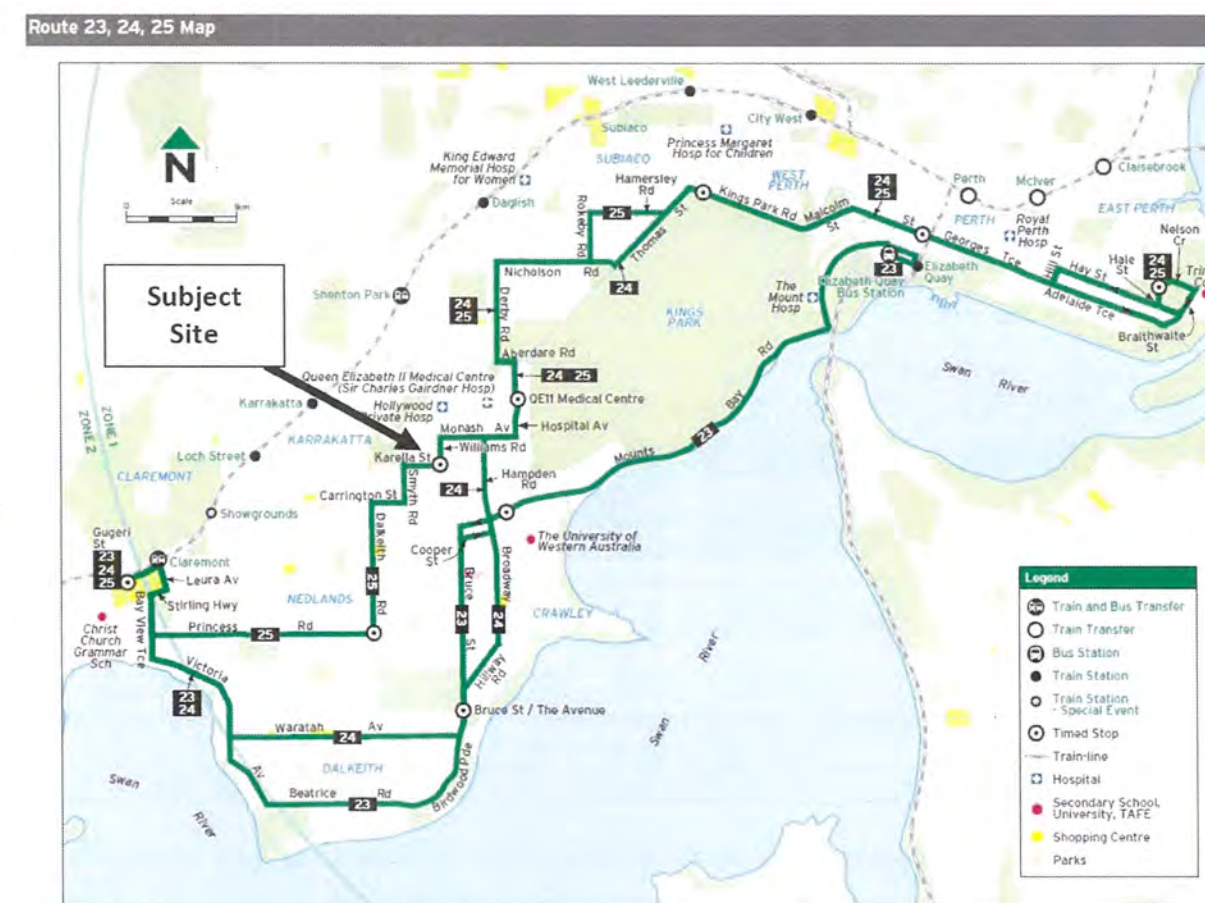 Route 23, 24, 25 Map
N
Scale
Subject
Site
West Leederville
City West
Subiaco
SUBIACO
Princess Margaret
Hosp for Children
King Edward
Memorial Hosp
for Women
Daglish
Hamersley
Rd
25
Rokeby Rd
Thomas St
24
WEST
PERTH
Kings Park Rd
Malcolm
St
24
25
St
Georges Tce
Perth
McIver
Claisebrook
PERTH
Royal
Perth
Hosp
EAST PERTH
Nelson
Cr
Hale
St
24
25
Hill St
Hay St
Adelaide Tce
Braithwaite
St
23
Elizabeth
Quay
Elizabeth Quay
Bus Station
The
Mount
Hosp
KINGS
PARK
Nicholson Rd
Shenton Park
24
25
Derby Rd
Aberdare Rd
24 25
Queen Elizabeth II Medical Centre
(Sir Charles Gairdner Hosp)
QE11 Medical Centre
Hollywood
Private Hosp
Monash Av
Hospital Av
Williams Rd
Karella St
Karrakatta
KARRAKATTA
Loch Street
ZONE 1
ZONE 2
CLAREMONT
Showgrounds
Carrington St
Smyth Rd
24
Hampden
Rd
Mounts
23
Bay
Rd
Swan River
Gugeri
St
23
24
25
Claremont
Leura Av
Stirling Hwy
Bay View Tce
Christ
Church
Grammar
Sch
Dalkeith
25
Rd
NEDLANDS
Princess 25 Rd
Cooper
St
Bruce
23
St
Broadway
24
Hillway
Rd
The University of
Western Australia
CRAWLEY
Victoria
23
24
Av
Bruce St / The Avenue
Waratah 24 Av
DALKEITH
Beatrice Rd
23
Birdwood Pde
Swan
River
Swan
River
Legend
Train and Bus Transfer
Train Transfer
Bus Station
Train Station
Train Station
- Special Event
Timed Stop
Train-line
Hospital
Secondary School,
University, TAFE
Shopping Centre
Parks